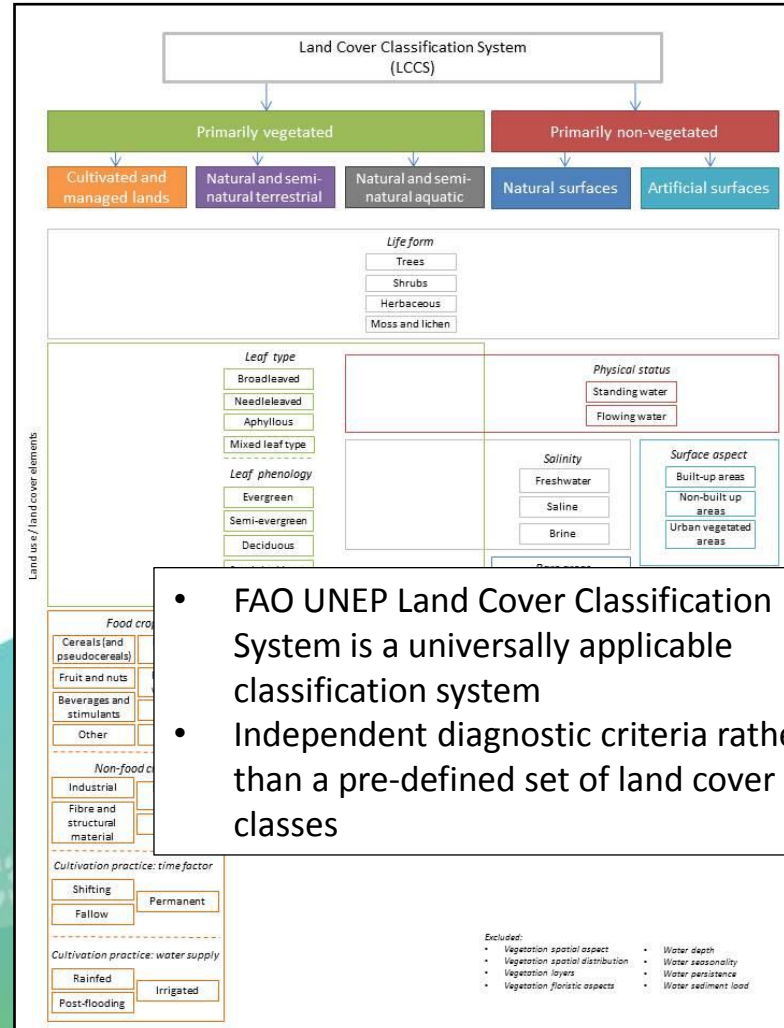 Land Cover Classification System
(LCCS)
Primarily vegetated
Primarily non-vegetated
Cultivated and
managed lands
Natural and semi-
natural terrestrial
Natural and semi-
natural aquatic
Natural surfaces
Artificial surfaces
Land use / land cover elements
Life form
Trees
Shrubs
Herbaceous
Moss and lichen
Leaf type
Broadleaved
Needleleaved
Aphyllous
Mixed leaf type
Leaf phenology
Evergreen
Semi-evergreen
Deciduous
Physical status
Standing water
Flowing water
Salinity
Freshwater
Saline
Brine
Surface aspect
Built-up areas
Non-built up
areas
Urban vegetated
areas
• FAO UNEP Land Cover Classification
System is a universally applicable
classification system
• Independent diagnostic criteria rathe
than a pre-defined set of land cover
classes
Food crop
Cereals (and
pseudocereals)
Fruit and nuts
Beverages and
stimulants
Other
Non-food c
Industrial
Fibre and
structural
material
Cultivation practice: time factor
Shifting
Fallow
Permanent
Cultivation practice: water supply
Rainfed
Post-flooding
Irrigated
Excluded:
• Vegetation spatial aspect
• Vegetation spatial distribution
• Vegetation layers
• Vegetation floristic aspects
• Water depth
• Water seasonality
• Water persistence
• Water sediment load